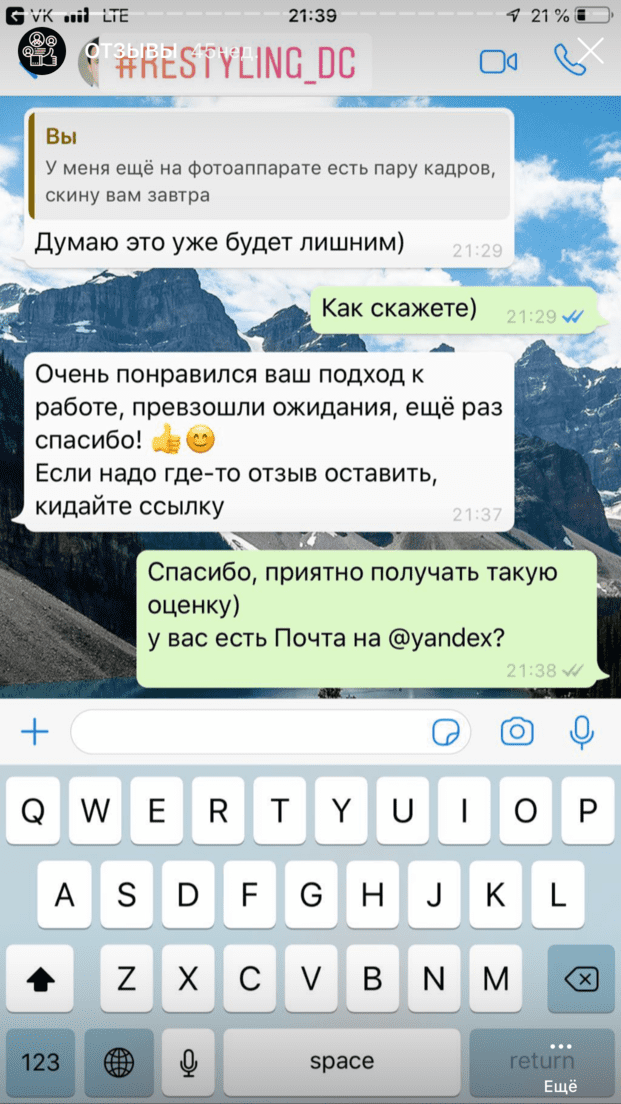 VK LTE 21:39 21 %
ОТЗЫВЫ 45 нед.
#RESTYLING_DC
Вы
У меня ещё на фотоаппарате есть пару кадров,
скину вам завтра
Думаю это уже будет лишним)
21:29
Как скажете)
21:29
Очень понравился ваш подход к
работе, превзошли ожидания, ещё раз
спасибо! 👍😊
Если надо где-то отзыв оставить,
кидайте ссылку
21:37
Спасибо, приятно получать такую
оценку)
у вас есть Почта на @yandex?
21:38
Q W E R T Y U I O P
A S D F G H J K L
Z X C V B N M
123 space return
Ещё